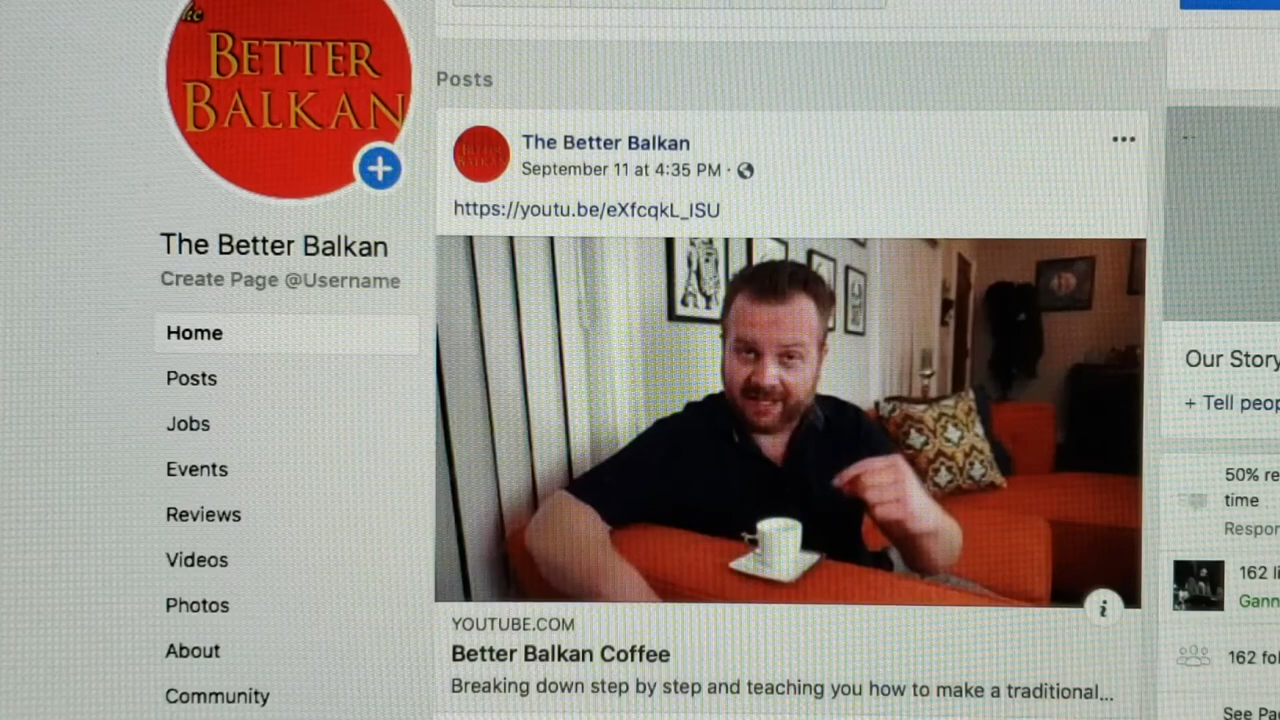 The
BETTER
BALKAN
The Better Balkan
Create Page @Username
Home
Posts
Jobs
Events
Reviews
Videos
Photos
About
Community
Posts
The Better Balkan
September 11 at 4:35 PM ·
https://youtu.be/eXfcqkL_ISU
YOUTUBE.COM
Better Balkan Coffee
Breaking down step by step and teaching you how to make a traditional...
Our Story
+ Tell peop
50% re
time
Respor
162 li
Gann
162 fol
See Pa